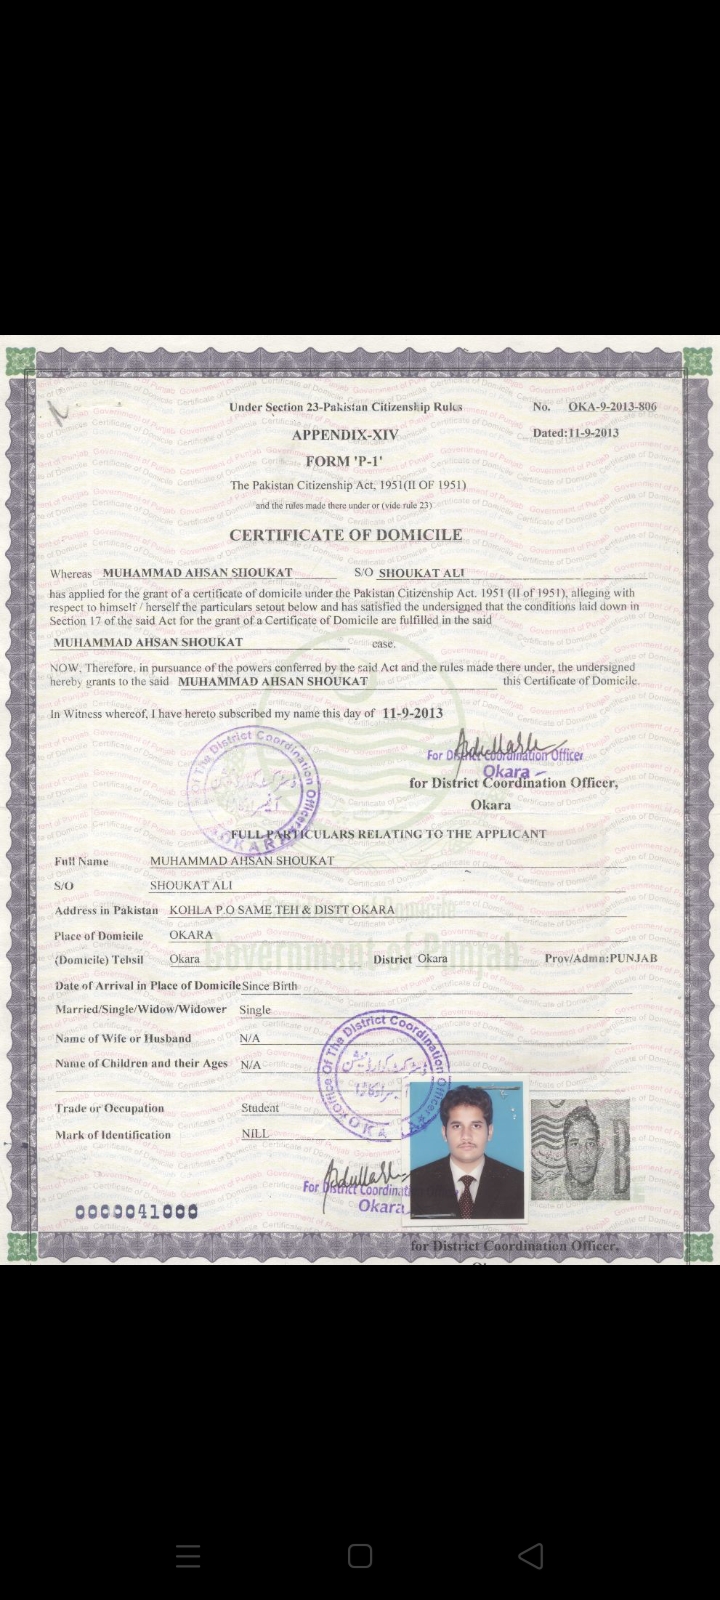 Under Section 23-Pakistan Citizenship Rules
No. OKA-9-2013-806
APPENDIX-XIV
Dated:11-9-2013
FORM 'P-1'
The Pakistan Citizenship Act, 1951(II OF 1951)
and the rules made there under or (vide rule 23)
CERTIFICATE OF DOMICILE
Whereas MUHAMMAD AHSAN SHOUKAT S/O SHOUKAT ALI
has applied for the grant of a certificate of domicile under the Pakistan Citizenship Act. 1951 (II of 1951), alleging with
respect to himself / herself the particulars setout below and has satisfied the undersigned that the conditions laid down in
Section 17 of the said Act for the grant of a Certificate of Domicile are fulfilled in the said
MUHAMMAD AHSAN SHOUKAT case.
NOW, Therefore, in pursuance of the powers conferred by the said Act and the rules made there under, the undersigned
hereby grants to the said MUHAMMAD AHSAN SHOUKAT this Certificate of Domicile.
In Witness whereof, I have hereto subscribed my name this day of 11-9-2013
For District Coordination Officer
Okara
for District Coordination Officer,
Okara
Of The District Coordination Officer
OKARA
FULL PARTICULARS RELATING TO THE APPLICANT
Full Name MUHAMMAD AHSAN SHOUKAT
S/O SHOUKAT ALI
Address in Pakistan KOHLA P.O SAME TEH & DISTT OKARA
Place of Domicile OKARA
Government of Punjab
(Domicile) Tehsil Okara District Okara Prov/Admn:PUNJAB
Date of Arrival in Place of Domicile Since Birth
Married/Single/Widow/Widower Single
Name of Wife or Husband N/A
Name of Children and their Ages N/A
Office Of The District Coordination Officer
Trade or Occupation Student
Mark of Identification NILL
For District Coordinat
Okara
0000041000
for District Coordination Officer,